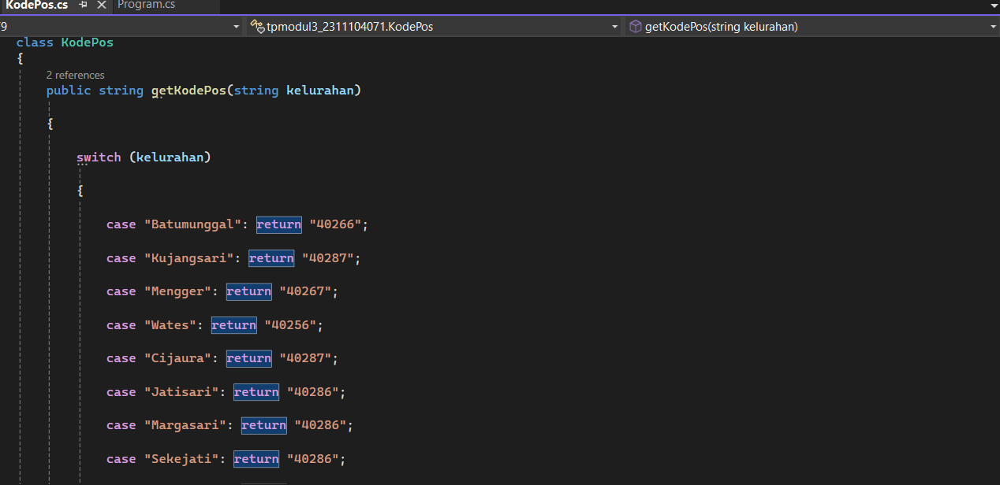 KodePos.cs Program.cs
9 tpmodul3_2311104071.KodePos getKodePos(string kelurahan)
class KodePos
{
2 references
public string getKodePos(string kelurahan)
{
switch (kelurahan)
{
case "Batumunggal": return "40266";
case "Kujangsari": return "40287";
case "Mengger": return "40267";
case "Wates": return "40256";
case "Cijaura": return "40287";
case "Jatisari": return "40286";
case "Margasari": return "40286";
case "Sekejati": return "40286";